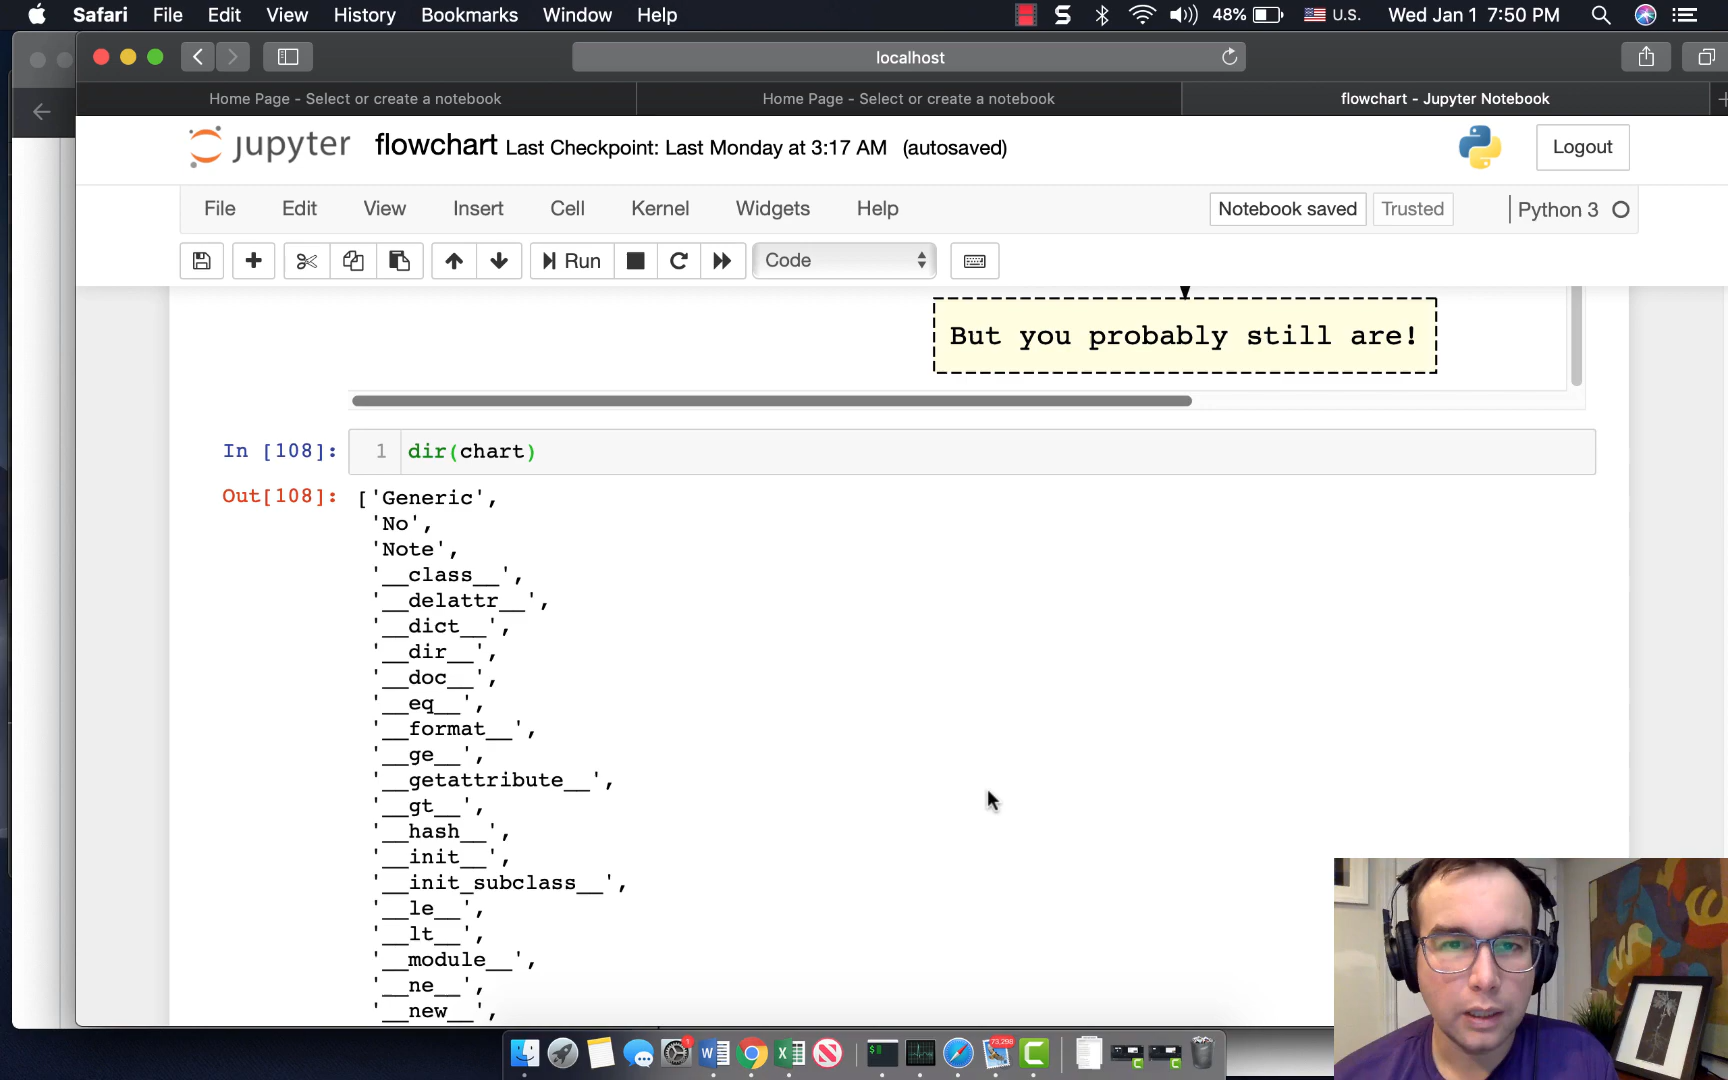 Safari File Edit View History Bookmarks Window Help 48% U.S. Wed Jan 1 7:50 PM
localhost
Home Page - Select or create a notebook Home Page - Select or create a notebook flowchart - Jupyter Notebook
jupyter flowchart Last Checkpoint: Last Monday at 3:17 AM (autosaved) Logout
File Edit View Insert Cell Kernel Widgets Help Notebook saved Trusted Python 3
Run Code
But you probably still are!
In [108]: 1 dir(chart)
Out[108]: ['Generic',
'No',
'Note',
'__class__',
'__delattr__',
'__dict__',
'__dir__',
'__doc__',
'__eq__',
'__format__',
'__ge__',
'__getattribute__',
'__gt__',
'__hash__',
'__init__',
'__init_subclass__',
'__le__',
'__lt__',
'__module__',
'__ne__',
'__new__',
1 73,298